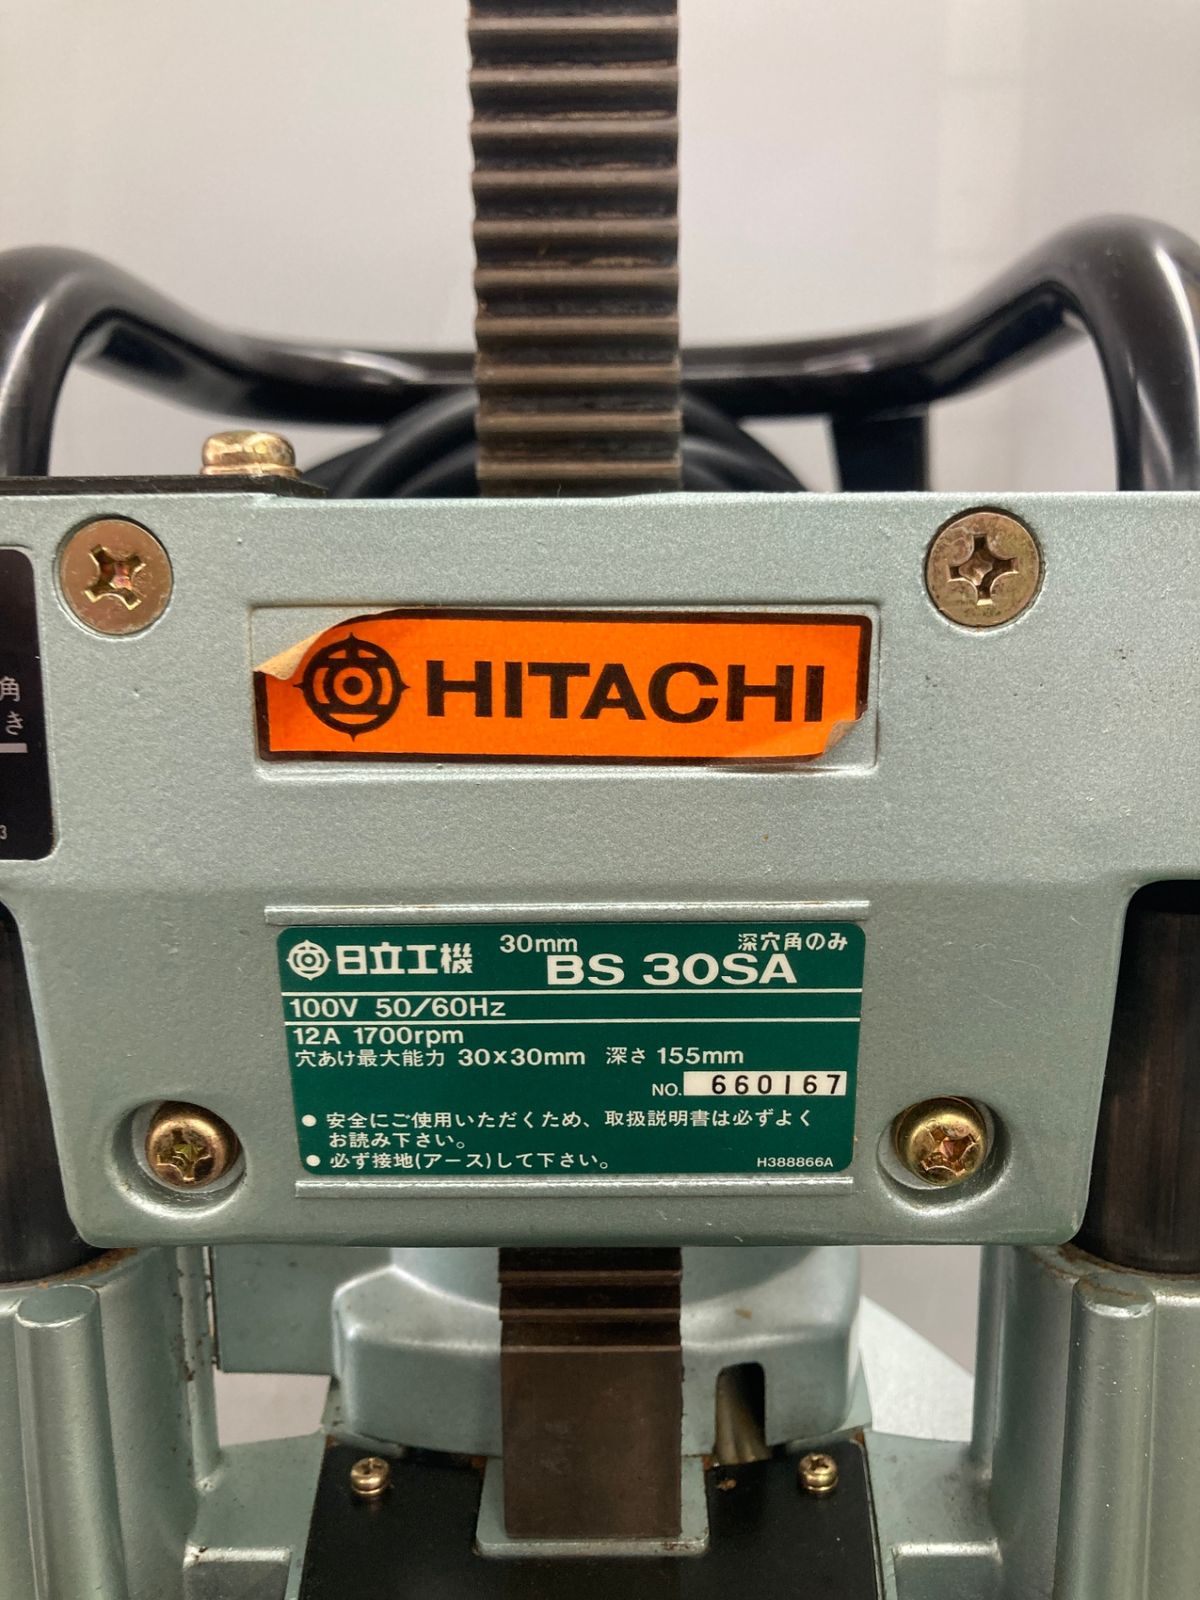 角
き
3
HITACHI
日立工機 30mm 深穴角のみ
BS 30SA
100V 50/60Hz
12A 1700rpm
穴あけ最大能力 30×30mm 深さ 155mm
NO. 660167
● 安全にご使用いただくため、取扱説明書は必ずよく
お読み下さい。
● 必ず接地(アース)して下さい。 H388866A